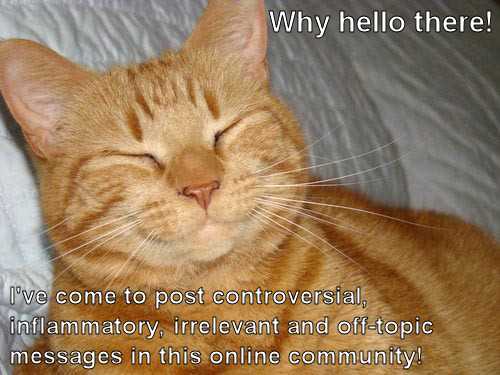 Why hello there!
I've come to post controversial,
inflammatory, irrelevant and off-topic
messages in this online community!